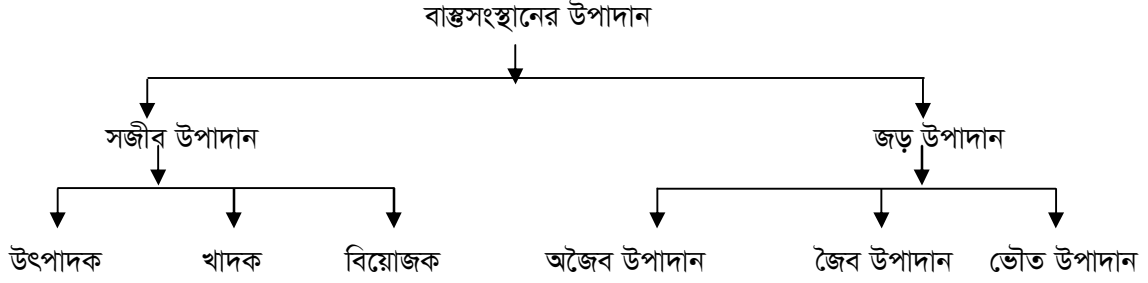 বাস্তুসংস্থানের উপাদান
সজীব উপাদান জড় উপাদান
উৎপাদক খাদক বিয়োজক অজৈব উপাদান জৈব উপাদান ভৌত উপাদান